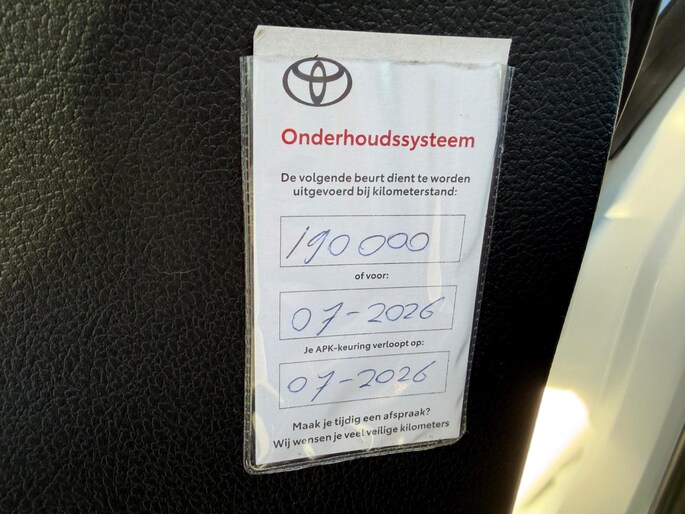 Onderhoudssysteem
De volgende beurt dient te worden
uitgevoerd bij kilometerstand:
190 000
of voor:
07-2026
Je APK-keuring verloopt op:
07-2026
Maak je tijdig een afspraak?
Wij wensen je veel veilige kilometers